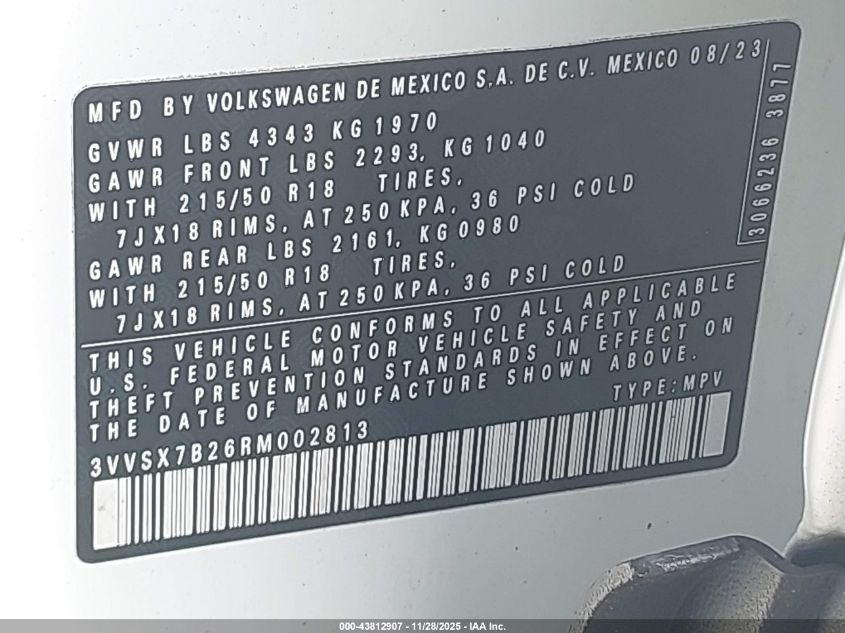 MFD BY VOLKSWAGEN DE MEXICO S.A. DE C.V. MEXICO 08/23
GVWR LBS 4343 KG 1970
GAWR FRONT LBS 2293, KG 1040
WITH 215/50 R18 TIRES,
7JX18 RIMS, AT 250 KPA, 36 PSI COLD
GAWR REAR LBS 2161, KG 0980
WITH 215/50 R18 TIRES,
7JX18 RIMS, AT 250 KPA, 36 PSI COLD
3066236 3877
THIS VEHICLE CONFORMS TO ALL APPLICABLE
U.S. FEDERAL MOTOR VEHICLE SAFETY AND
THEFT PREVENTION STANDARDS IN EFFECT ON
THE DATE OF MANUFACTURE SHOWN ABOVE.
TYPE: MPV
3VVSX7B26RM002813
000-43812907 - 11/28/2025 - IAA Inc.